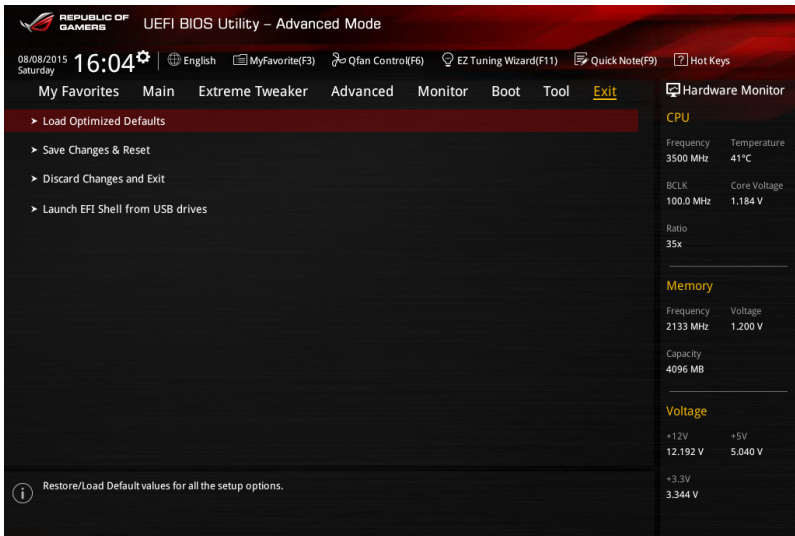 REPUBLIC OF
GAMERS
UEFI BIOS Utility – Advanced Mode
08/08/2015
Saturday
16:04
English
MyFavorite(F3)
Qfan Control(F6)
EZ Tuning Wizard(F11)
Quick Note(F9)
? Hot Keys
My Favorites Main Extreme Tweaker Advanced Monitor Boot Tool Exit
Hardware Monitor
> Load Optimized Defaults
> Save Changes & Reset
> Discard Changes and Exit
> Launch EFI Shell from USB drives
CPU
Frequency Temperature
3500 MHz 41°C
BCLK Core Voltage
100.0 MHz 1.184 V
Ratio
35x
Memory
Frequency Voltage
2133 MHz 1.200 V
Capacity
4096 MB
Voltage
+12V +5V
12.192 V 5.040 V
+3.3V
3.344 V
i Restore/Load Default values for all the setup options.